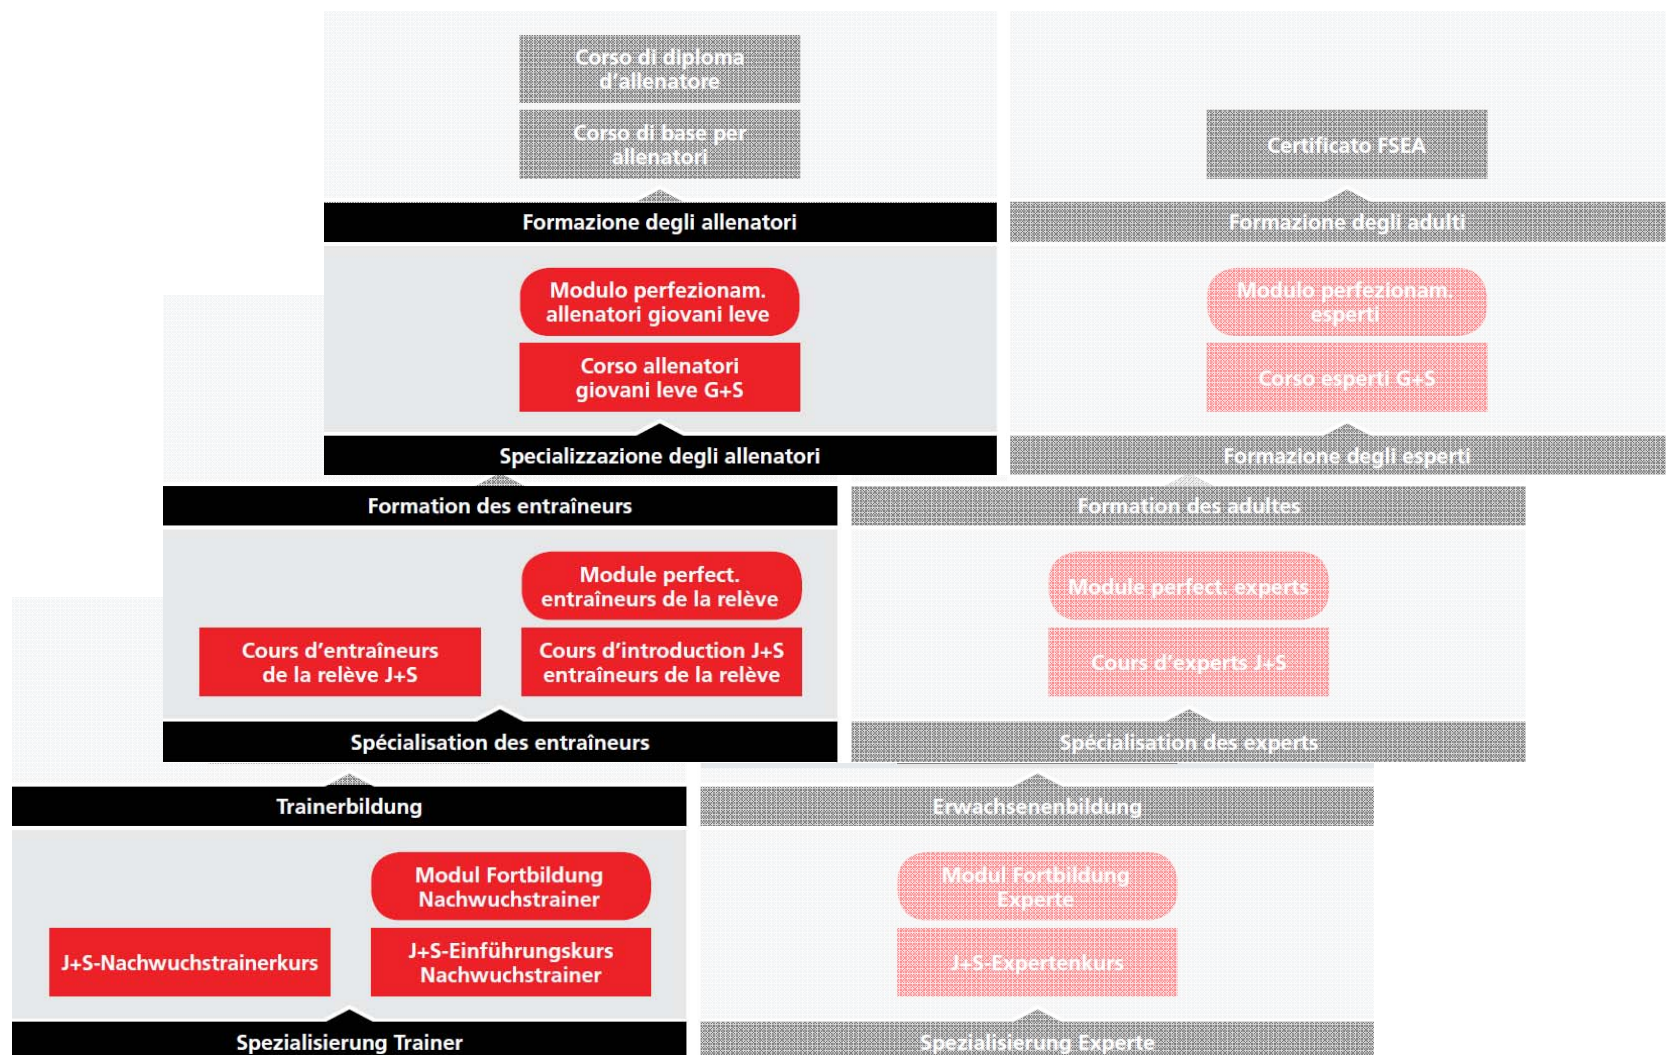 Corso di diploma
d'allenatore
Corso di base per
allenatori
Certificato FSEA
Formazione degli allenatori
Formazione degli adulti
Modulo perfezionam.
allenatori giovani leve
Modulo perfezionam.
esperti
Corso allenatori
giovani leve G+S
Corso esperti G+S
Specializzazione degli allenatori
Formazione degli esperti
Formation des entraîneurs
Formation des adultes
Module perfect.
entraîneurs de la relève
Module perfect. experts
Cours d'entraîneurs
de la relève J+S
Cours d'introduction J+S
entraîneurs de la relève
Cours d'experts J+S
Spécialisation des entraîneurs
Spécialisation des experts
Trainerbildung
Erwachsenenbildung
Modul Fortbildung
Nachwuchstrainer
Modul Fortbildung
Experte
J+S-Nachwuchstrainerkurs
J+S-Einführungskurs
Nachwuchstrainer
J+S-Expertenkurs
Spezialisierung Trainer
Spezialisierung Experte